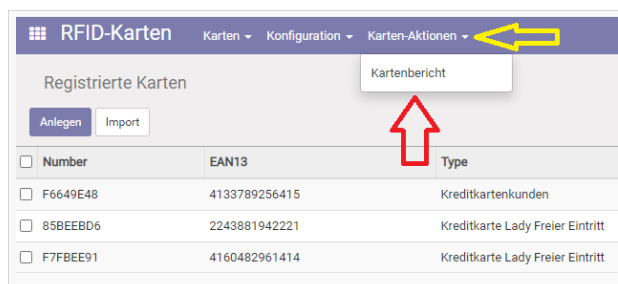 RFID-Karten Karten Konfiguration Karten-Aktionen
Kartenbericht
Registrierte Karten
Anlegen Import
Number EAN13 Type
F6649E48 4133789256415 Kreditkartenkunden
85BEEBD6 2243881942221 Kreditkarte Lady Freier Eintritt
F7FBEE91 4160482961414 Kreditkarte Lady Freier Eintritt